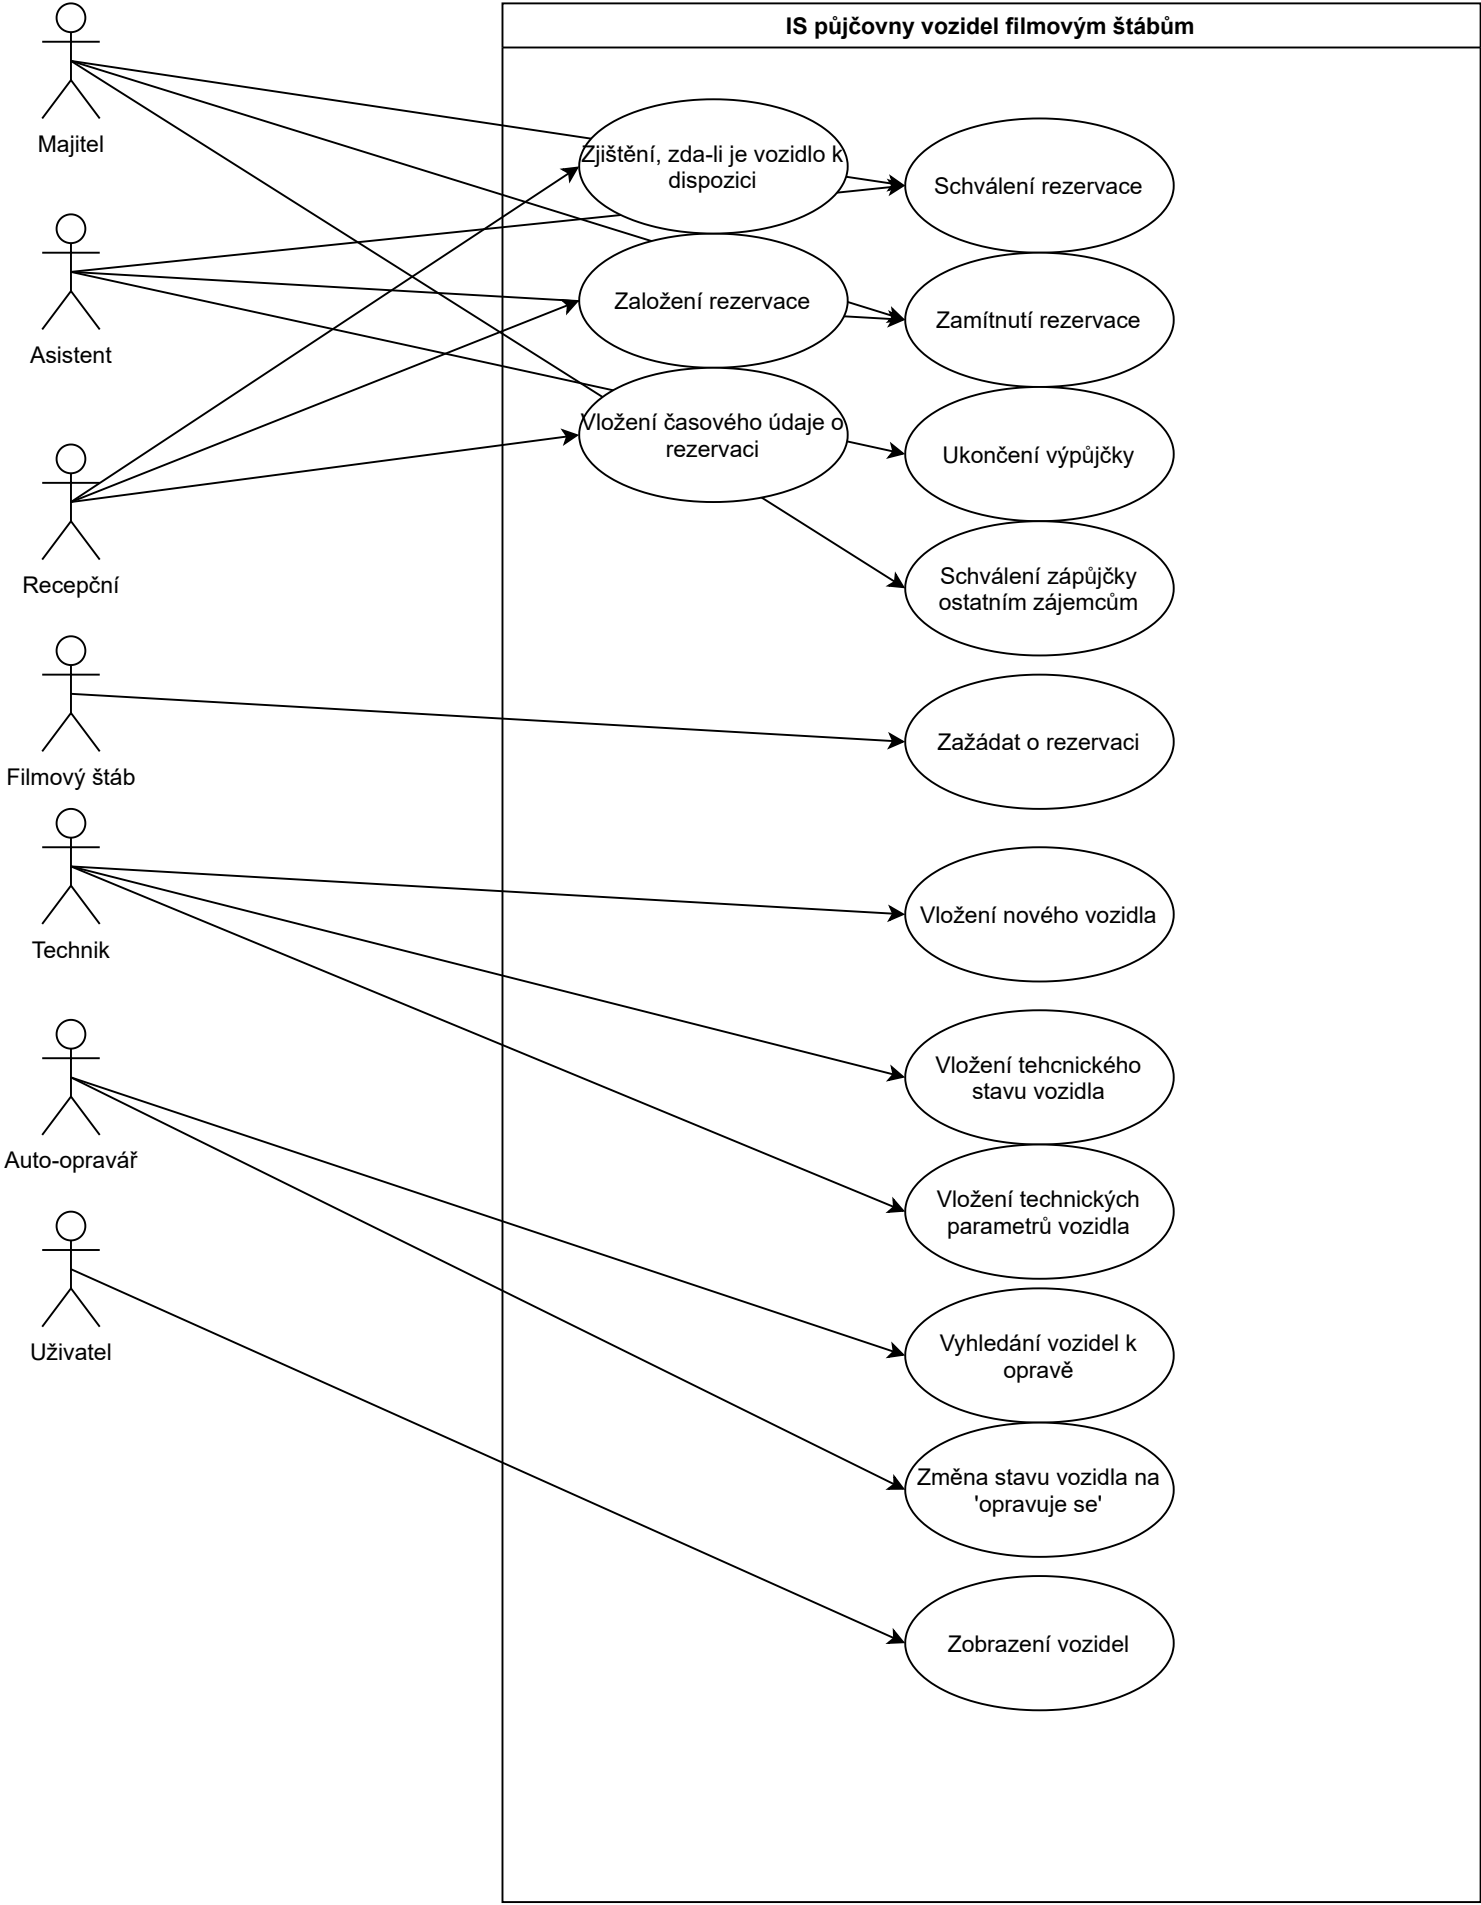 IS půjčovny vozidel filmovým štábům
Majitel
Zjištění, zda-li je vozidlo k
dispozici
Schválení rezervace
Asistent
Založení rezervace
Zamítnutí rezervace
Vložení časového údaje o
rezervaci
Ukončení výpůjčky
Recepční
Schválení zápůjčky
ostatním zájemcům
Filmový štáb
Zažádat o rezervaci
Technik
Vložení nového vozidla
Vložení tehcnického
stavu vozidla
Auto-opravář
Vložení technických
parametrů vozidla
Uživatel
Vyhledání vozidel k
opravě
Změna stavu vozidla na
'opravuje se'
Zobrazení vozidel